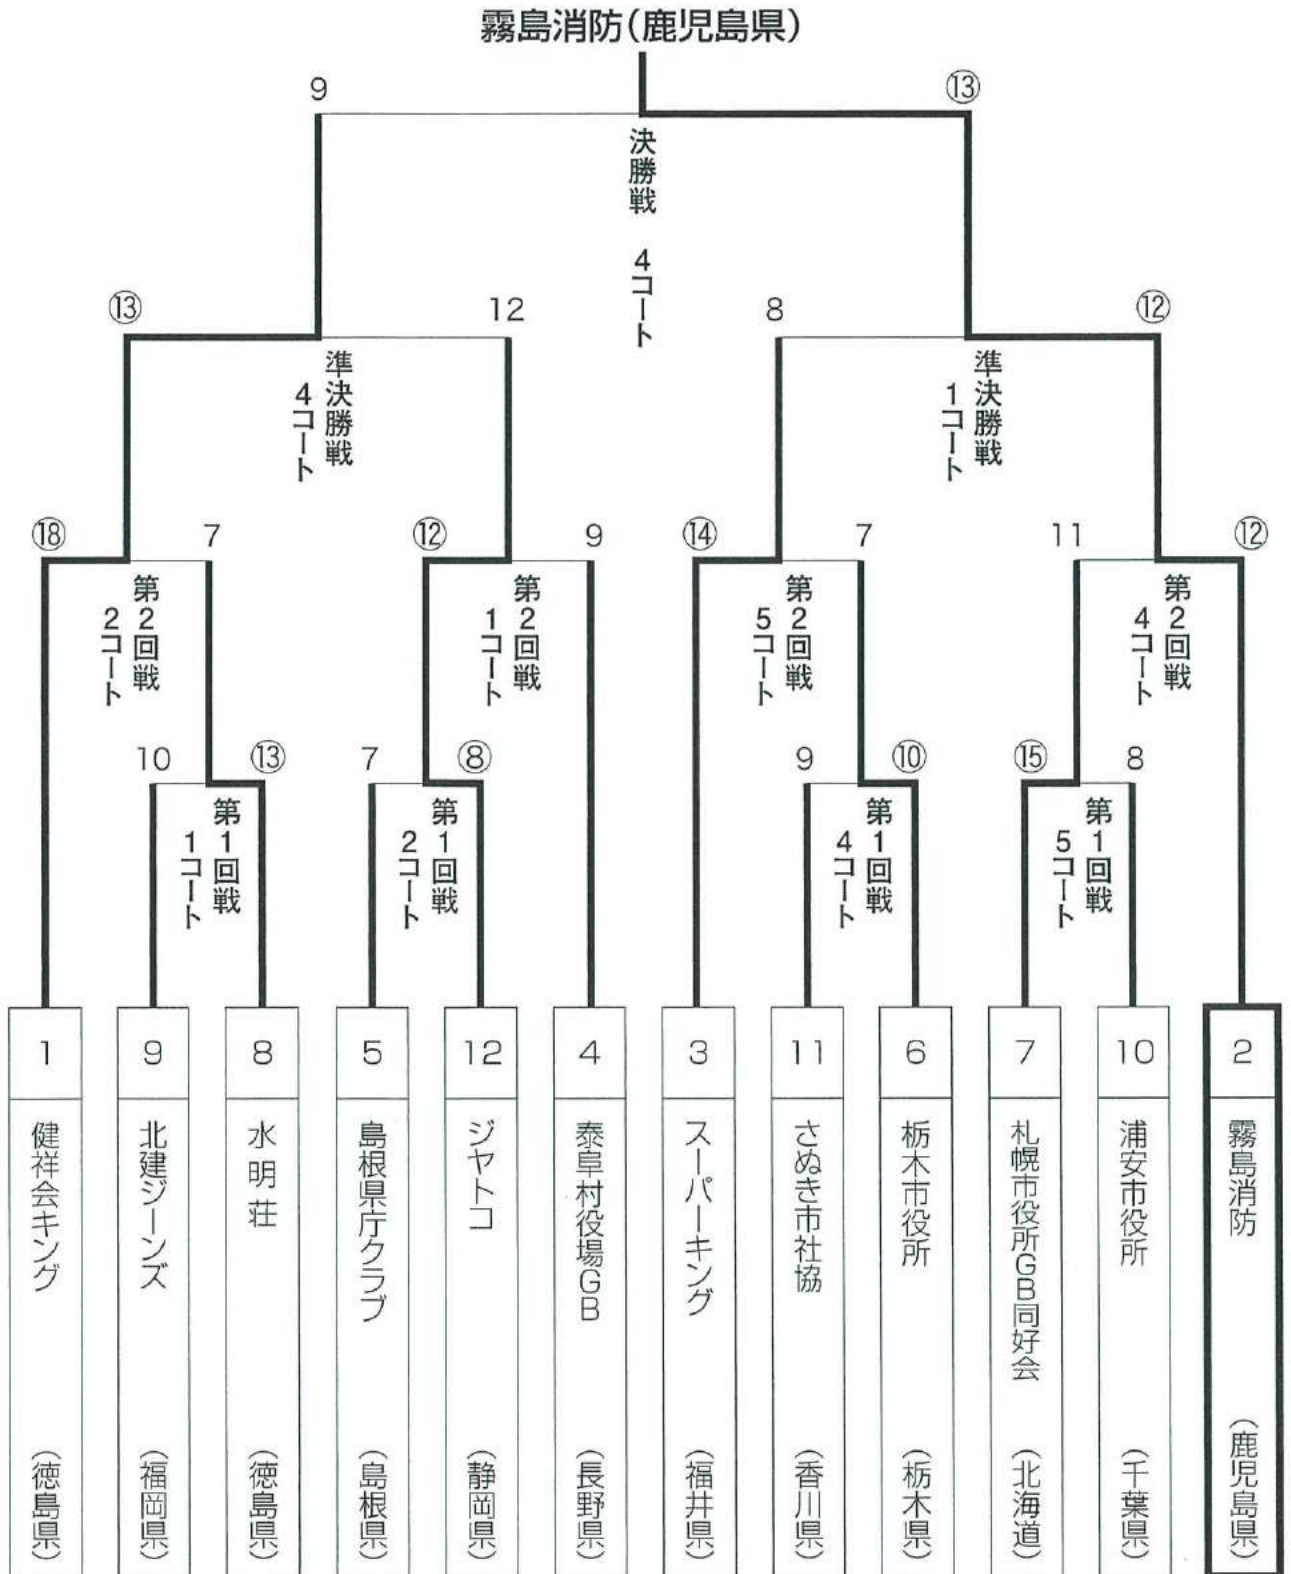 霧島消防(鹿児島県)
9
⑬
決勝戦 4コート
⑬
12
8
⑫
準決勝戦
4コート
準決勝戦
1コート
⑱
7
⑫
9
⑭
7
11
⑫
第2回戦
2コート
第2回戦
1コート
第2回戦
5コート
第2回戦
4コート
10
⑬
7
⑧
9
⑩
⑮
8
第1回戦
1コート
第1回戦
2コート
第1回戦
4コート
第1回戦
5コート
1
健祥会キング
(徳島県)
9
北建ジーンズ
(福岡県)
8
水明荘
(徳島県)
5
島根県庁クラブ
(島根県)
12
ジヤトコ
(静岡県)
4
泰阜村役場GB
(長野県)
3
スーパーキング
(福井県)
11
さぬき市社協
(香川県)
6
栃木市役所
(栃木県)
7
札幌市役所GB同好会
(北海道)
10
浦安市役所
(千葉県)
2
霧島消防
(鹿児島県)